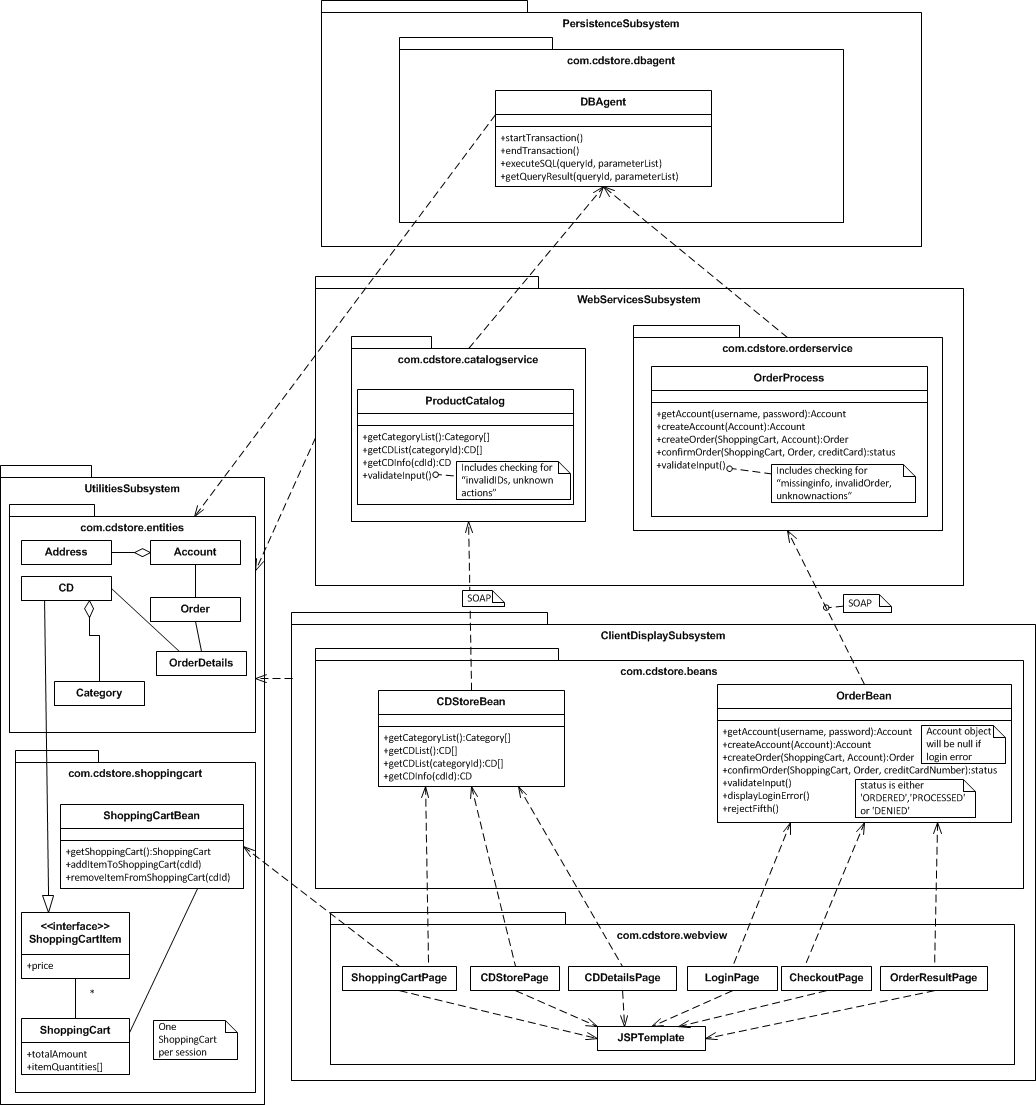 PersistenceSubsystem
com.cdstore.dbagent
DBAgent
+startTransaction()
+endTransaction()
+executeSQL(queryId, parameterList)
+getQueryResult(queryId, parameterList)
WebServicesSubsystem
com.cdstore.catalogservice
ProductCatalog
+getCategoryList():Category[]
+getCDList(categoryId):CD[]
+getCDInfo(cdId):CD
+validateInput()
Includes checking for
"invalidIDs, unknown
actions"
com.cdstore.orderservice
OrderProcess
+getAccount(username, password):Account
+createAccount(Account):Account
+createOrder(ShoppingCart, Account):Order
+confirmOrder(ShoppingCart, Order, creditCard):status
+validateInput()
Includes checking for
"missinginfo, invalidOrder,
unknownactions"
UtilitiesSubsystem
com.cdstore.entities
Address
Account
CD
Order
OrderDetails
Category
com.cdstore.shoppingcart
ShoppingCartBean
+getShoppingCart():ShoppingCart
+addItemToShoppingCart(cdId)
+removeItemFromShoppingCart(cdId)
<<interface>>
ShoppingCartItem
+price
*
ShoppingCart
+totalAmount
+itemQuantities[]
One
ShoppingCart
per session
SOAP
SOAP
ClientDisplaySubsystem
com.cdstore.beans
CDStoreBean
+getCategoryList():Category[]
+getCDList():CD[]
+getCDList(categoryId):CD[]
+getCDInfo(cdId):CD
OrderBean
+getAccount(username, password):Account
+createAccount(Account):Account
+createOrder(ShoppingCart, Account):Order
+confirmOrder(ShoppingCart, Order, creditCardNumber):status
+validateInput()
+displayLoginError()
+rejectFifth()
Account object
will be null if
login error
status is either
'ORDERED','PROCESSED'
or 'DENIED'
com.cdstore.webview
ShoppingCartPage
CDStorePage
CDDetailsPage
LoginPage
CheckoutPage
OrderResultPage
JSPTemplate